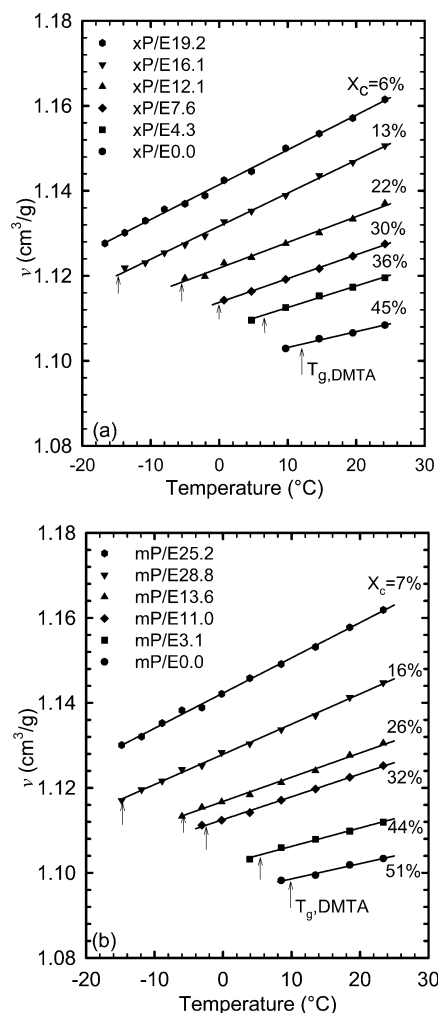 1.18
xP/E19.2
xP/E16.1
xP/E12.1
xP/E7.6
xP/E4.3
xP/E0.0
X_C=6%
1.16
13%
22%
1.14
30%
36%
1.12
45%
1.10
T_g,DMTA
1.08
(a)
ν (cm³/g)
-20 -10 0 10 20 30
Temperature (°C)
1.18
mP/E25.2
mP/E28.8
mP/E13.6
mP/E11.0
mP/E3.1
mP/E0.0
X_c=7%
1.16
16%
1.14
26%
32%
1.12
44%
1.10
51%
T_g,DMTA
1.08
(b)
ν (cm³/g)
-20 -10 0 10 20 30
Temperature (°C)